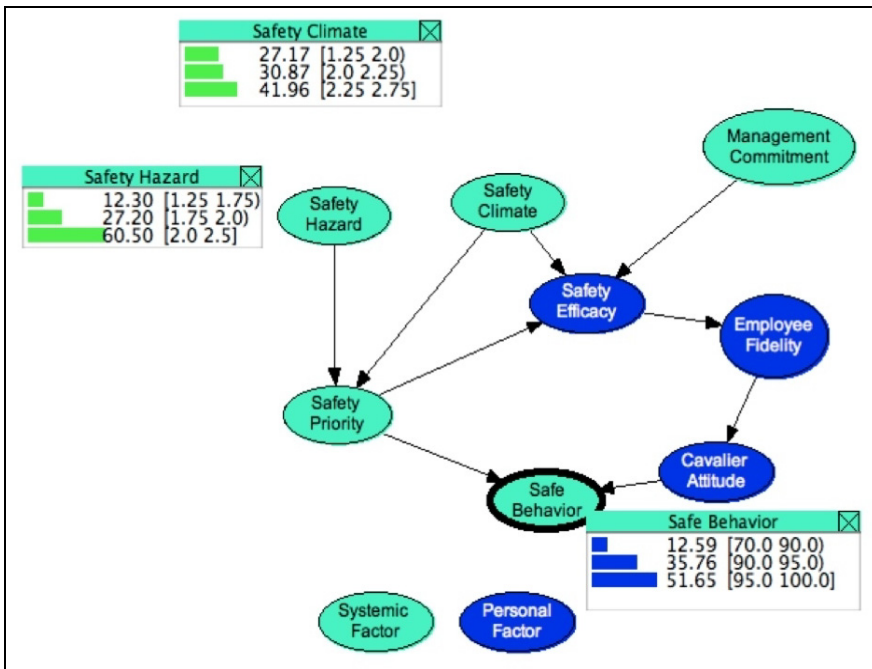 Safety Climate
27.17 [1.25 2.0)
30.87 [2.0 2.25)
41.96 [2.25 2.75]
Management
Commitment
Safety Hazard
12.30 [1.25 1.75)
27.20 [1.75 2.0)
60.50 [2.0 2.5]
Safety
Hazard
Safety
Climate
Safety
Efficacy
Employee
Fidelity
Safety
Priority
Cavalier
Attitude
Safe
Behavior
Safe Behavior
12.59 [70.0 90.0)
35.76 [90.0 95.0)
51.65 [95.0 100.0]
Systemic
Factor
Personal
Factor